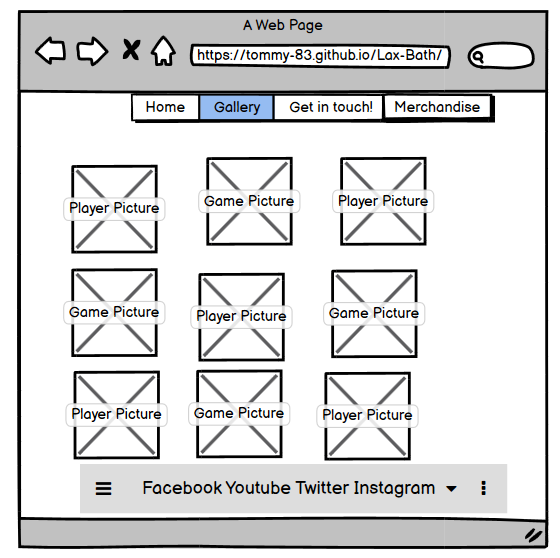 A Web Page
https://tommy-83.github.io/Lax-Bath/
Home Gallery Get in touch! Merchandise
Player Picture Game Picture Player Picture
Game Picture Player Picture Game Picture
Player Picture Game Picture Player Picture
Facebook Youtube Twitter Instagram